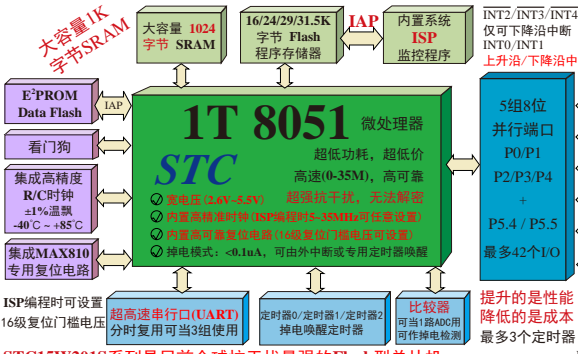 大容量1K
字节SRAM
大容量 1024
字节 SRAM
16/24/29/31.5K
字节 Flash
程序存储器
IAP
内置系统
ISP
监控程序
INT2/INT3/INT4
仅可下降沿中断
INT0/INT1
上升沿/下降沿中
E²PROM
Data Flash
IAP
看门狗
集成高精度
R/C时钟
±1%温飘
-40℃~+85℃
集成MAX810
专用复位电路
1T 8051 微处理器
STC
超低功耗，超低价
高速(0-35M)，高可靠
超强抗干扰，无法解密
宽电压(2.6V~5.5V)
内置高精准时钟(ISP编程时5~35MHz可任意设置)
内置高可靠复位电路(16级复位门槛电压可设置)
掉电模式：<0.1uA，可由外中断或专用定时器唤醒
5组8位
并行端口
P0/P1
P2/P3/P4
+
P5.4 / P5.5
最多42个I/O
ISP编程时可设置
16级复位门槛电压
超高速串行口(UART)
分时复用可当3组使用
定时器0/定时器1/定时器2
掉电唤醒定时器
比较器
可当1路ADC用
可作掉电检测
提升的是性能
降低的是成本
最多3个定时器